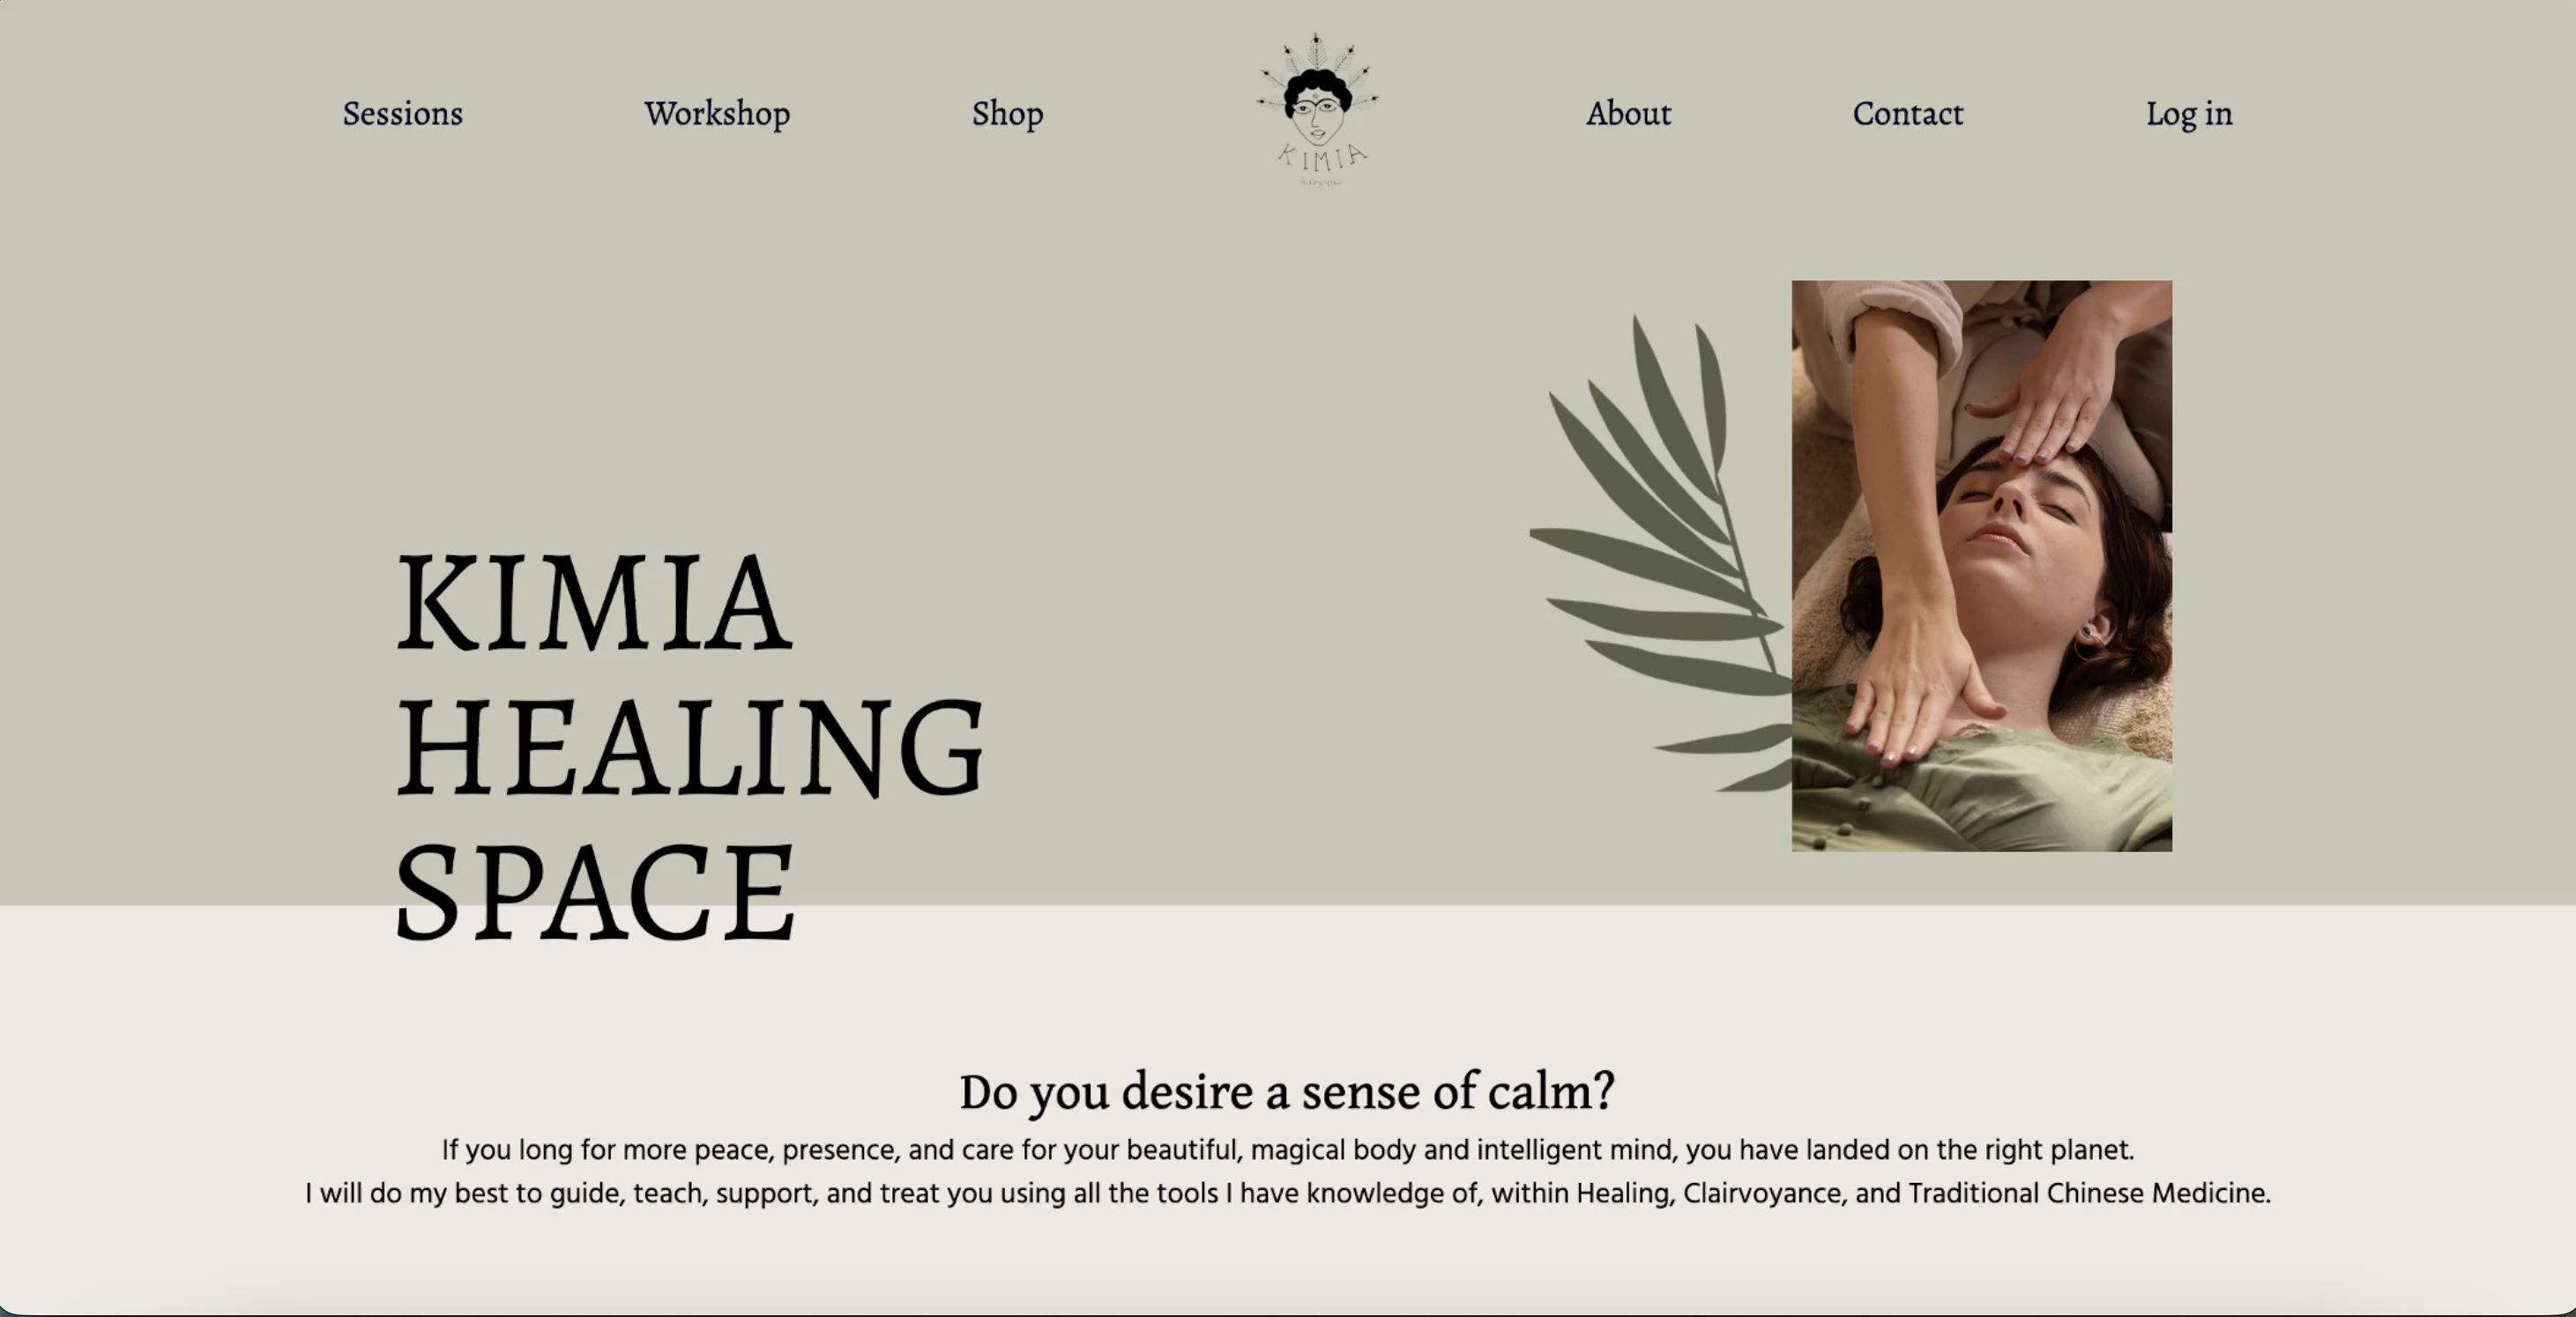 Sessions
Workshop
Shop
KIMIA
About
Contact
Log in
KIMIA
HEALING
SPACE
Do you desire a sense of calm?
If you long for more peace, presence, and care for your beautiful, magical body and intelligent mind, you have landed on the right planet.
I will do my best to guide, teach, support, and treat you using all the tools I have knowledge of, within Healing, Clairvoyance, and Traditional Chinese Medicine.